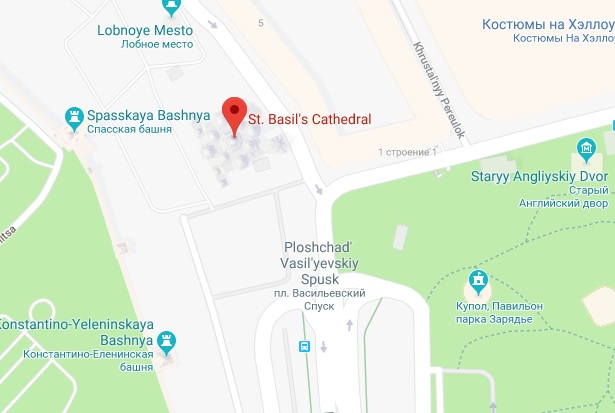 Lobnoye Mesto
Лобное место
5
Костюмы на Хэллоу
Костюмы На Хэллоу
Khrustal'nyy Pereulok
Spasskaya Bashnya
Спасская башня
St. Basil's Cathedral
1 строение 1
Staryy Angliyskiy Dvor
Старый
Английский двор
itsa
Ploshchad'
Vasil'yevskiy
Spusk
пл. Васильевский
Спуск
Купол, Павильон
парка Зарядье
Konstantino-Yeleninskaya
Bashnya
Константино-Еленинская
башня